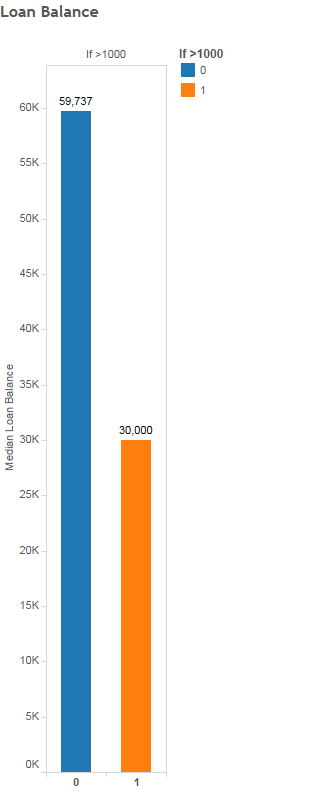 Loan Balance
If >1000
If >1000
0
1
59,737
30,000
60K
55K
50K
45K
40K
35K
30K
25K
20K
15K
10K
5K
0K
Median Loan Balance
0 1